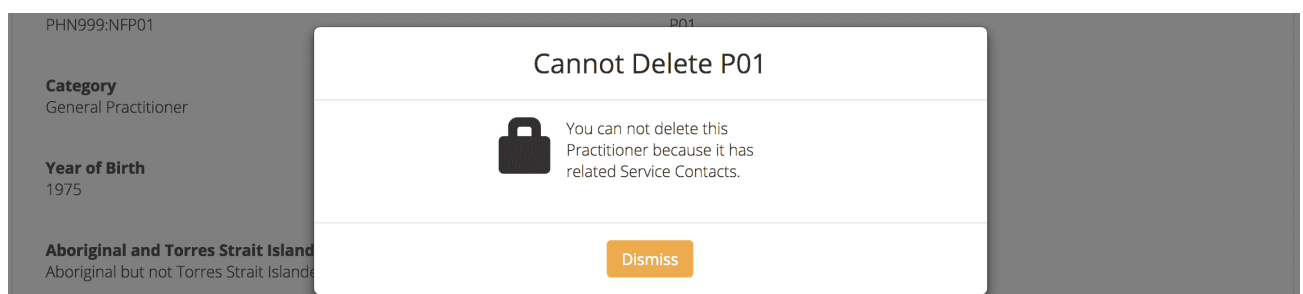 PHN999:NFP01
P01
Cannot Delete P01
Category
General Practitioner
You can not delete this
Practitioner because it has
related Service Contacts.
Year of Birth
1975
Aboriginal and Torres Strait Island
Aboriginal but not Torres Strait Islande
Dismiss